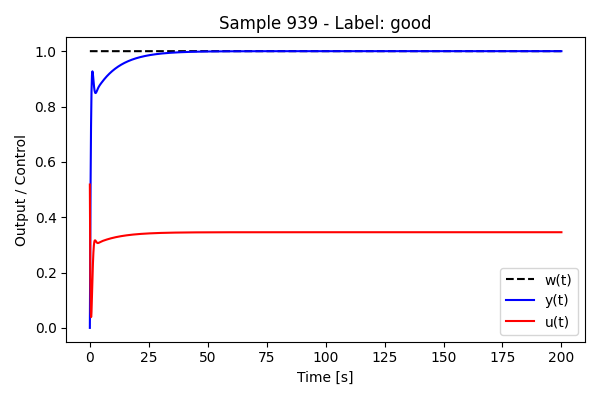 Sample 939 - Label: good
Output / Control
1.0
0.8
0.6
0.4
0.2
0.0
w(t)
y(t)
u(t)
0 25 50 75 100 125 150 175 200
Time [s]